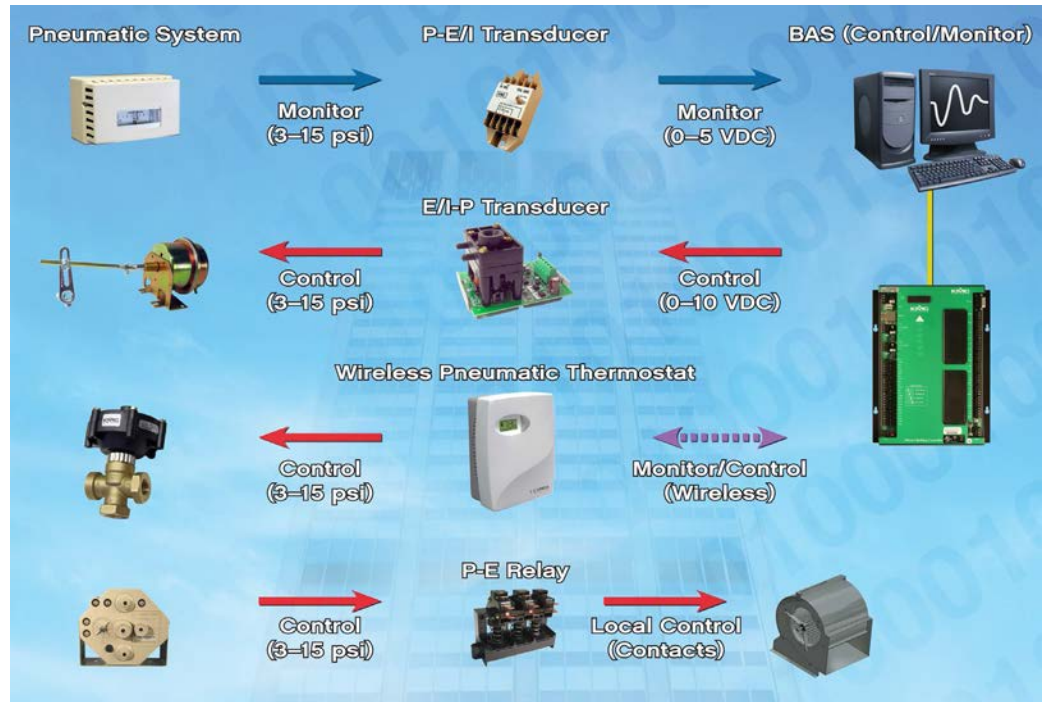 Pneumatic System
P-E/I Transducer
BAS (Control/Monitor)
Monitor
(3–15 psi)
Monitor
(0–5 VDC)
E/I-P Transducer
Control
(3–15 psi)
Control
(0–10 VDC)
Wireless Pneumatic Thermostat
Control
(3–15 psi)
Monitor/Control
(Wireless)
P-E Relay
Control
(3–15 psi)
Local Control
(Contacts)